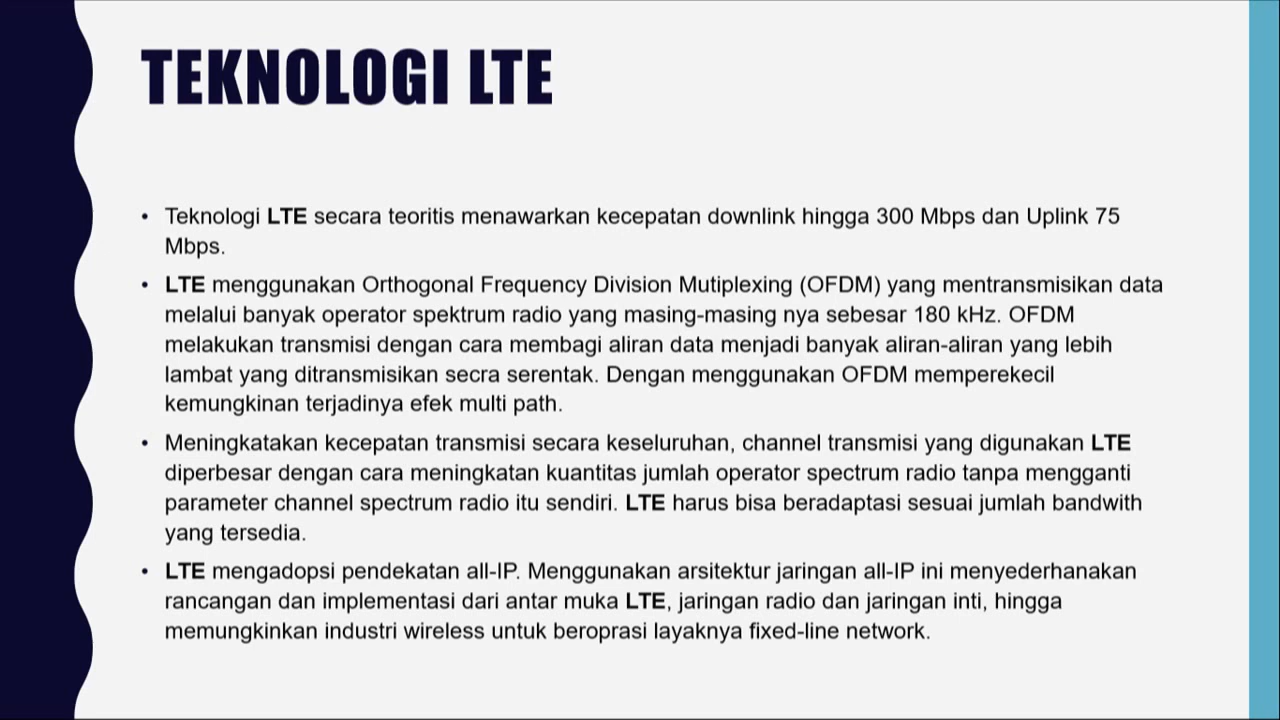 TEKNOLOGI LTE
• Teknologi LTE secara teoritis menawarkan kecepatan downlink hingga 300 Mbps dan Uplink 75
Mbps.
• LTE menggunakan Orthogonal Frequency Division Mutiplexing (OFDM) yang mentransmisikan data
melalui banyak operator spektrum radio yang masing-masing nya sebesar 180 kHz. OFDM
melakukan transmisi dengan cara membagi aliran data menjadi banyak aliran-aliran yang lebih
lambat yang ditransmisikan secra serentak. Dengan menggunakan OFDM memperekecil
kemungkinan terjadinya efek multi path.
• Meningkatakan kecepatan transmisi secara keseluruhan, channel transmisi yang digunakan LTE
diperbesar dengan cara meningkatan kuantitas jumlah operator spectrum radio tanpa mengganti
parameter channel spectrum radio itu sendiri. LTE harus bisa beradaptasi sesuai jumlah bandwith
yang tersedia.
• LTE mengadopsi pendekatan all-IP. Menggunakan arsitektur jaringan all-IP ini menyederhanakan
rancangan dan implementasi dari antar muka LTE, jaringan radio dan jaringan inti, hingga
memungkinkan industri wireless untuk beroprasi layaknya fixed-line network.